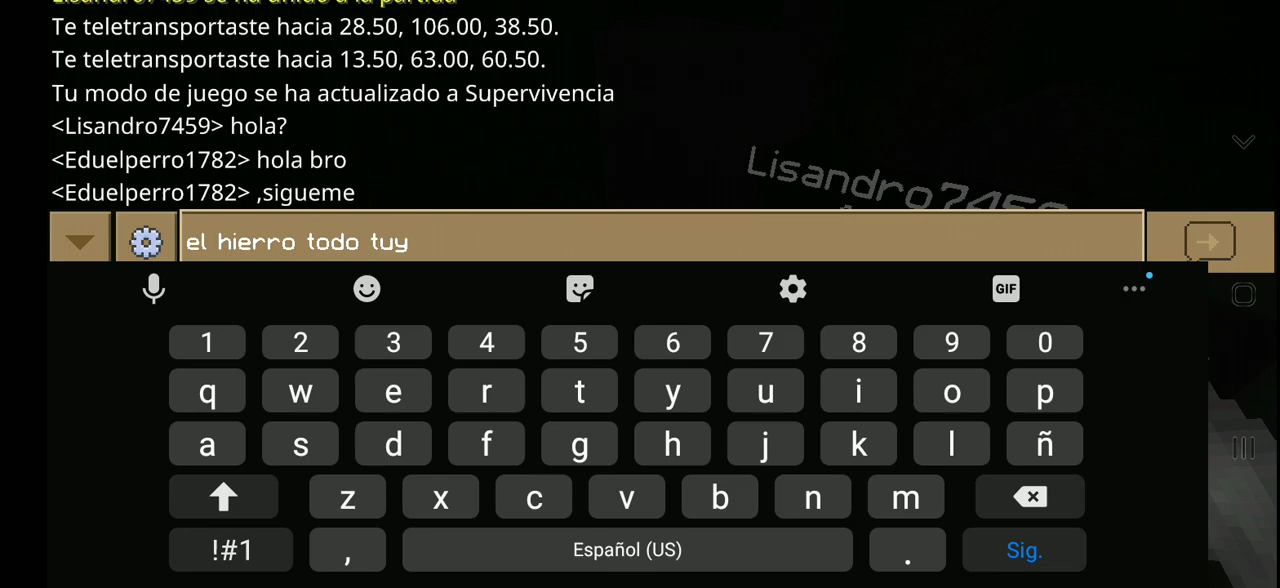 Te teletransportaste hacia 28.50, 106.00, 38.50.
Te teletransportaste hacia 13.50, 63.00, 60.50.
Tu modo de juego se ha actualizado a Supervivencia
<Lisandro7459> hola?
<Eduelperro1782> hola bro
<Eduelperro1782> ,sigueme
Lisandro7459
el hierro todo tuy
GIF
1 2 3 4 5 6 7 8 9 0
q w e r t y u i o p
a s d f g h j k l ñ
z x c v b n m
!#1 , Español (US) . Sig.